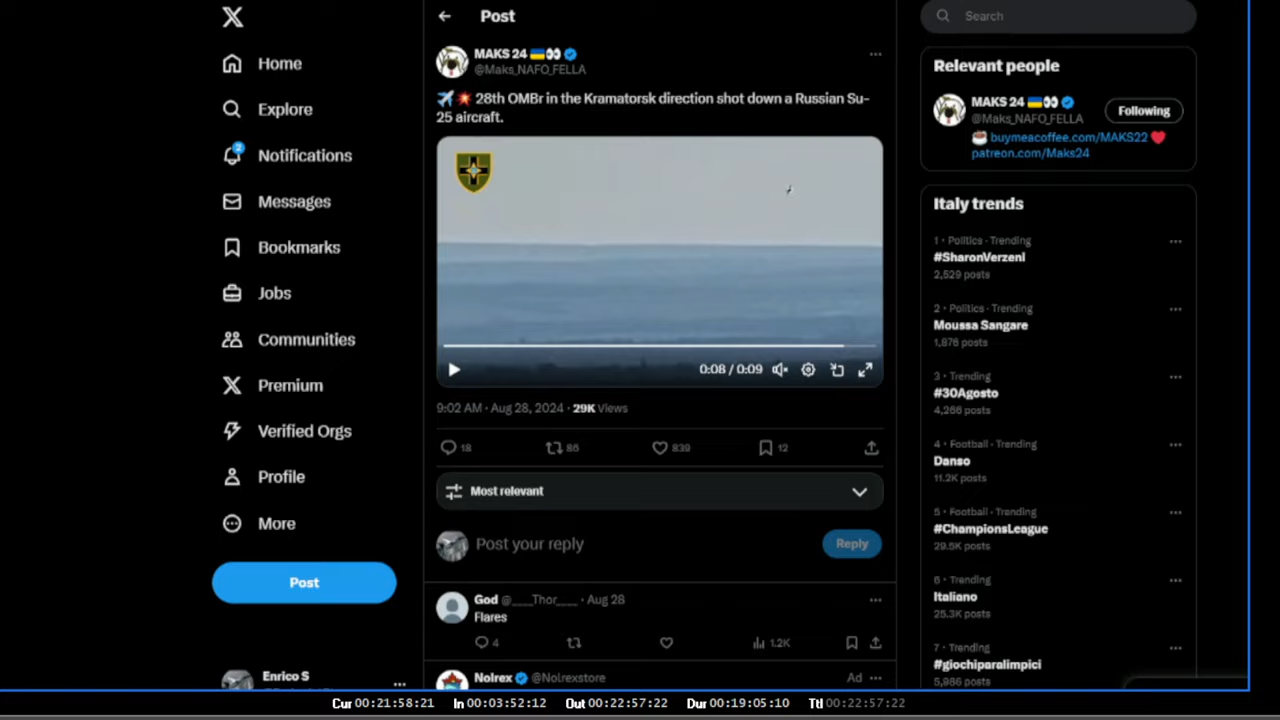 Home
Explore
2
Notifications
Messages
Bookmarks
Jobs
Communities
Premium
Verified Orgs
Profile
More
Post
Enrico S
Post
MAKS 24
@Maks_NAFO_FELLA
28th OMBr in the Kramatorsk direction shot down a Russian Su-
25 aircraft.
0:08 / 0:09
9:02 AM · Aug 28, 2024 · 29K Views
18 86 839 12
Most relevant
Post your reply
Reply
God @___Thor___ · Aug 28
Flares
4 1.2K
Nolrex @Nolrexstore Ad
Search
Relevant people
MAKS 24
@Maks_NAFO_FELLA
Following
buymeacoffee.com/MAKS22
patreon.com/Maks24
Italy trends
1 · Politics · Trending
#SharonVerzeni
2,529 posts
2 · Politics · Trending
Moussa Sangare
1,876 posts
3 · Trending
#30Agosto
4,266 posts
4 · Football · Trending
Danso
11.2K posts
5 · Football · Trending
#ChampionsLeague
29.5K posts
6 · Trending
Italiano
25.3K posts
7 · Trending
#giochiparalimpici
5,986 posts
Cur 00:21:58:21 In 00:03:52:12 Out 00:22:57:22 Dur 00:19:05:10 Ttl 00:22:57:22